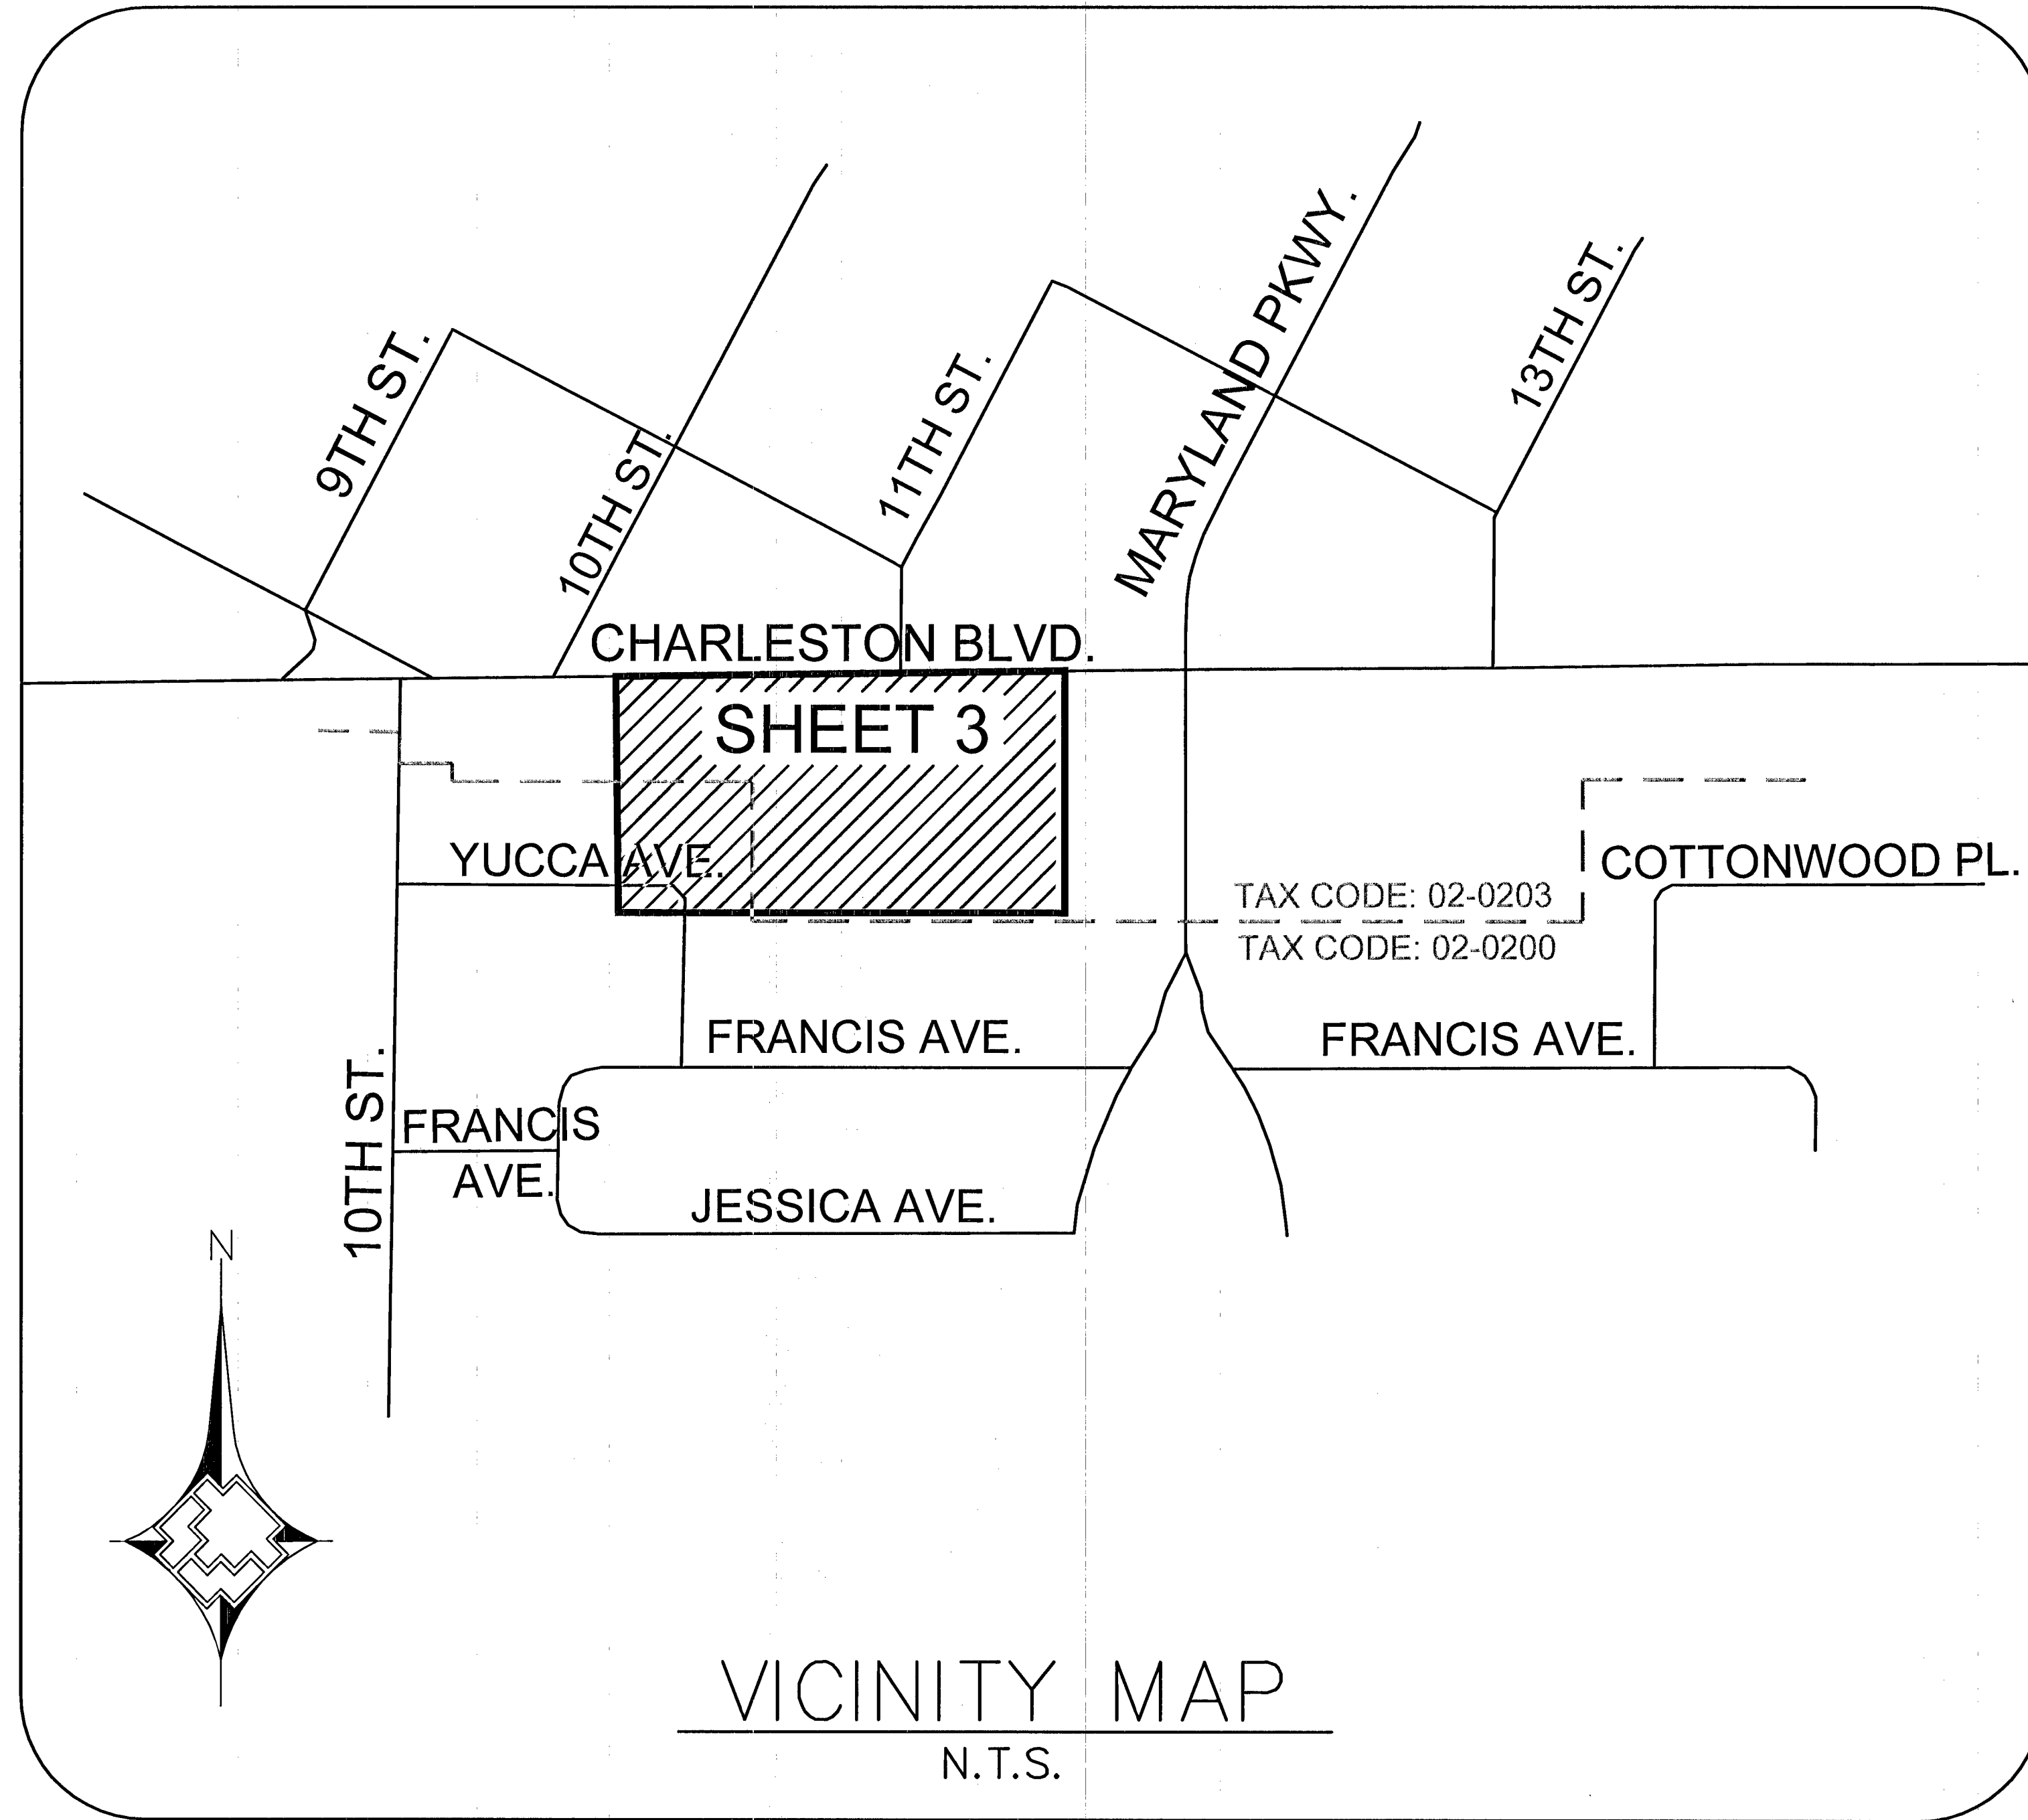 MARYLAND PKWY.
13TH ST.
9TH ST.
11TH ST.
10TH ST.
CHARLESTON BLVD.
SHEET 3
YUCCA AVE.
COTTONWOOD PL.
TAX CODE: 02-0203
TAX CODE: 02-0200
FRANCIS AVE.
FRANCIS AVE.
10TH ST.
FRANCIS
AVE.
JESSICA AVE.
N
VICINITY MAP
N.T.S.